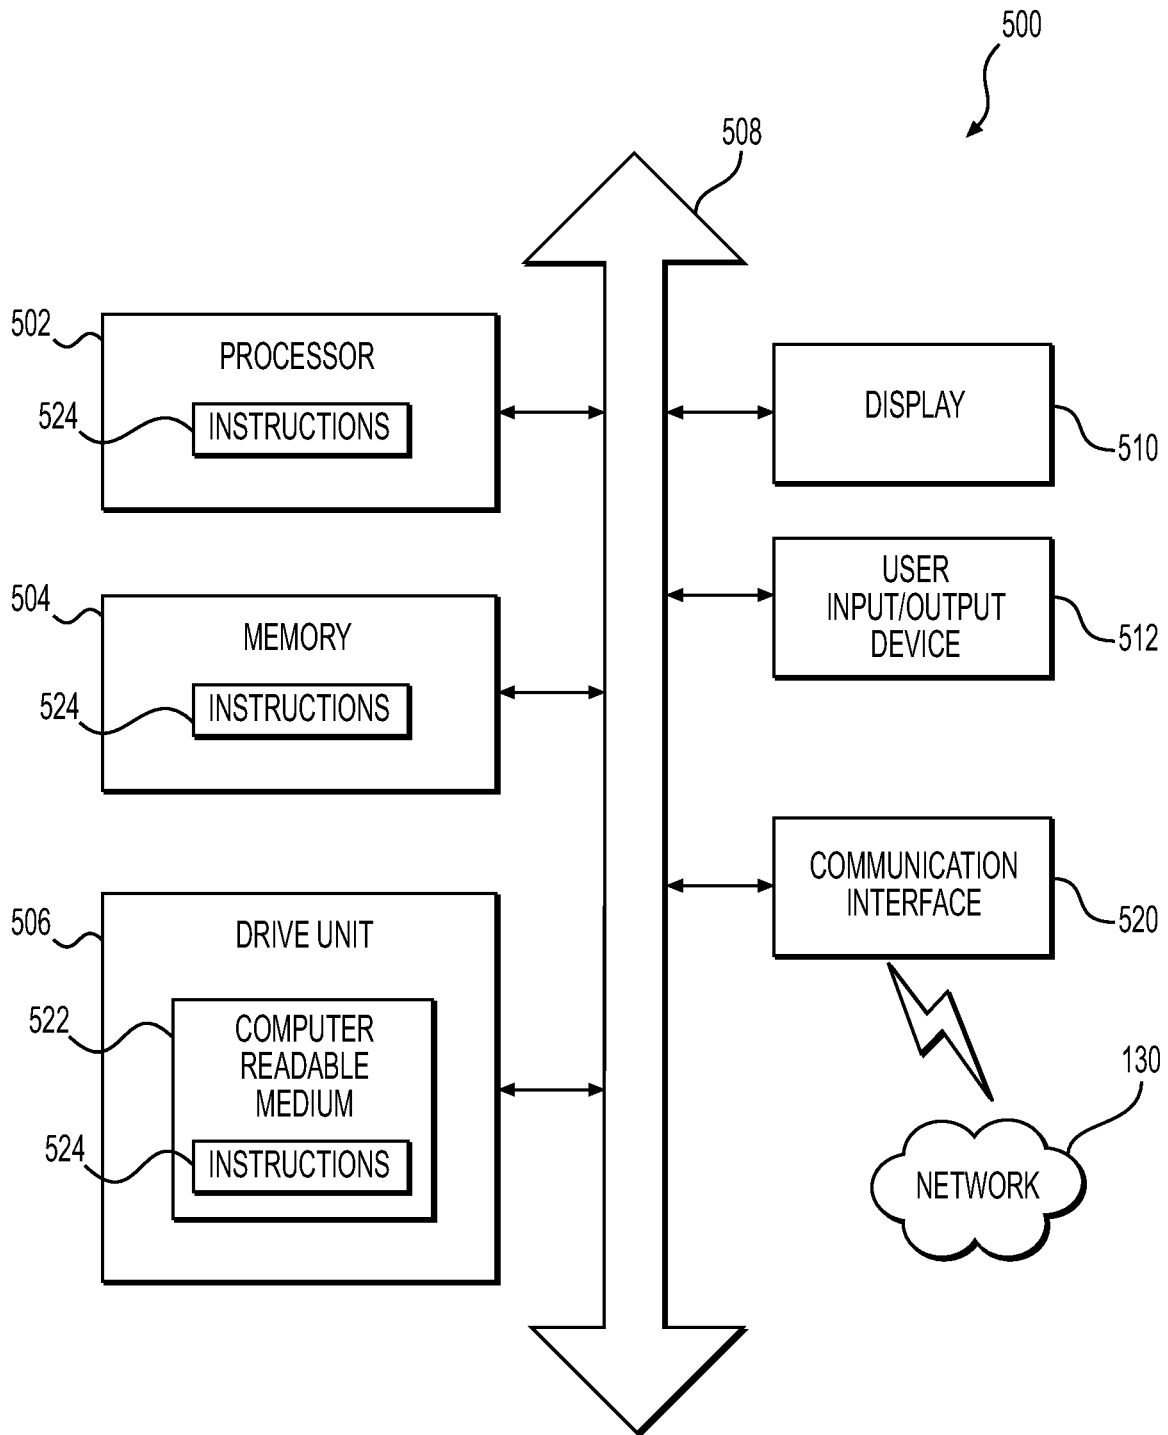 500
508
502
PROCESSOR
524
INSTRUCTIONS
DISPLAY
510
504
MEMORY
524
INSTRUCTIONS
USER
INPUT/OUTPUT
DEVICE
512
COMMUNICATION
INTERFACE
520
506
DRIVE UNIT
522
COMPUTER
READABLE
MEDIUM
524
INSTRUCTIONS
130
NETWORK